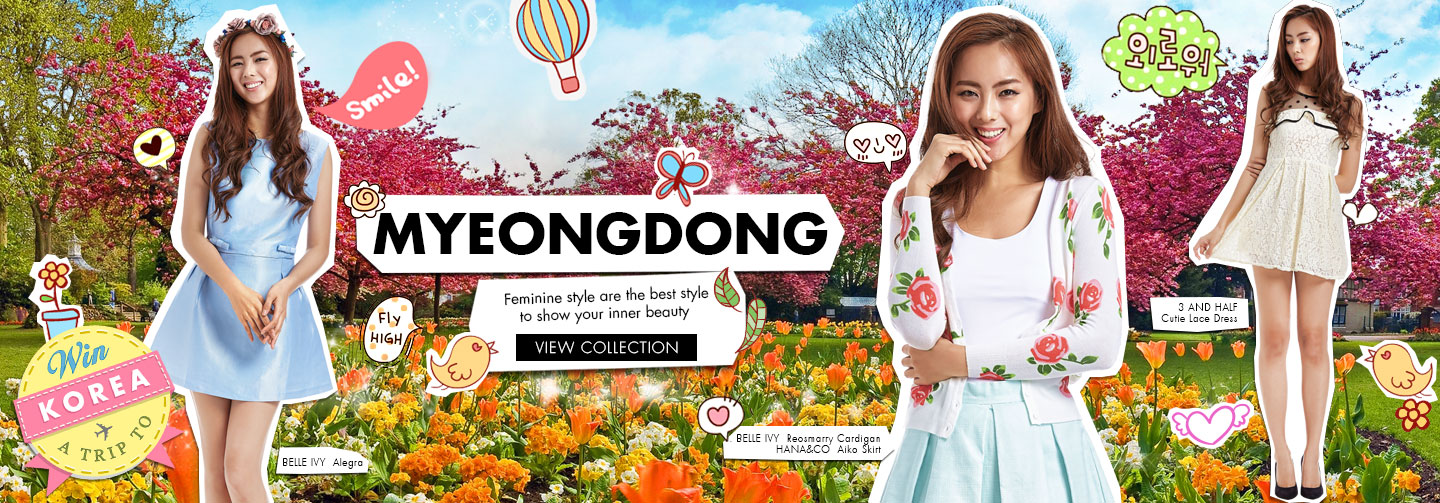 Smile!
외로워
MYEONGDONG
Feminine style are the best style
to show your inner beauty
VIEW COLLECTION
FLY
HIGH
Win
KOREA
A TRIP TO
BELLE IVY Alegra
BELLE IVY Reosmarry Cardigan
HANA&CO Aiko Skirt
3 AND HALF
Cutie Lace Dress